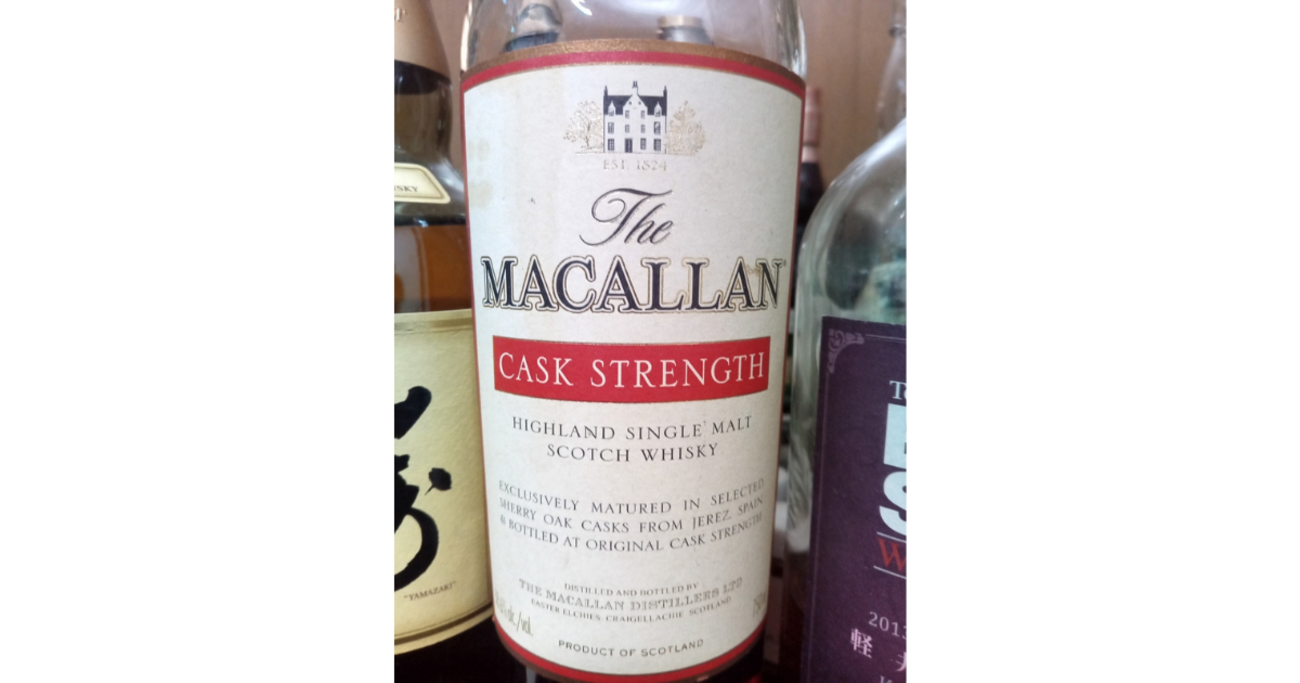 EST. 1824
The
MACALLAN
CASK STRENGTH
HIGHLAND SINGLE MALT
SCOTCH WHISKY
EXCLUSIVELY MATURED IN SELECTED
SHERRY OAK CASKS FROM JEREZ, SPAIN
& BOTTLED AT ORIGINAL CASK STRENGTH
DISTILLED AND BOTTLED BY
THE MACALLAN DISTILLERS LTD
EASTER ELCHIES CRAIGELLACHIE SCOTLAND
PRODUCT OF SCOTLAND
"YAMAZAKI"
軽